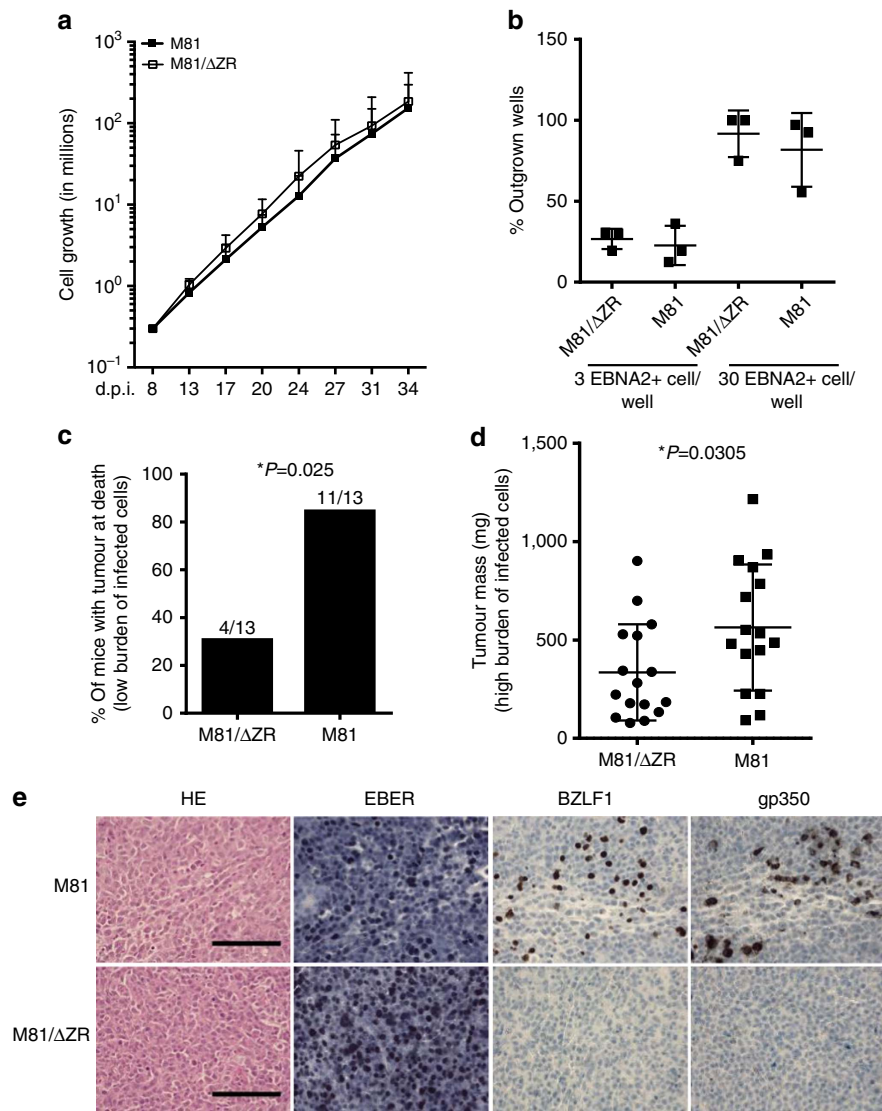 a
M81
M81/ΔZR
Cell growth (in millions)
10³
10²
10¹
10⁰
10⁻¹
d.p.i. 8 13 17 20 24 27 31 34
b
% Outgrown wells
150
100
50
0
M81/ΔZR
M81
M81/ΔZR
M81
3 EBNA2+ cell/
well
30 EBNA2+ cell/
well
c
% Of mice with tumour at death
(low burden of infected cells)
*P=0.025
100
80
60
40
20
0
4/13
11/13
M81/ΔZR
M81
d
Tumour mass (mg)
(high burden of infected cells)
*P=0.0305
1,500
1,000
500
0
M81/ΔZR
M81
e
HE
EBER
BZLF1
gp350
M81
M81/ΔZR